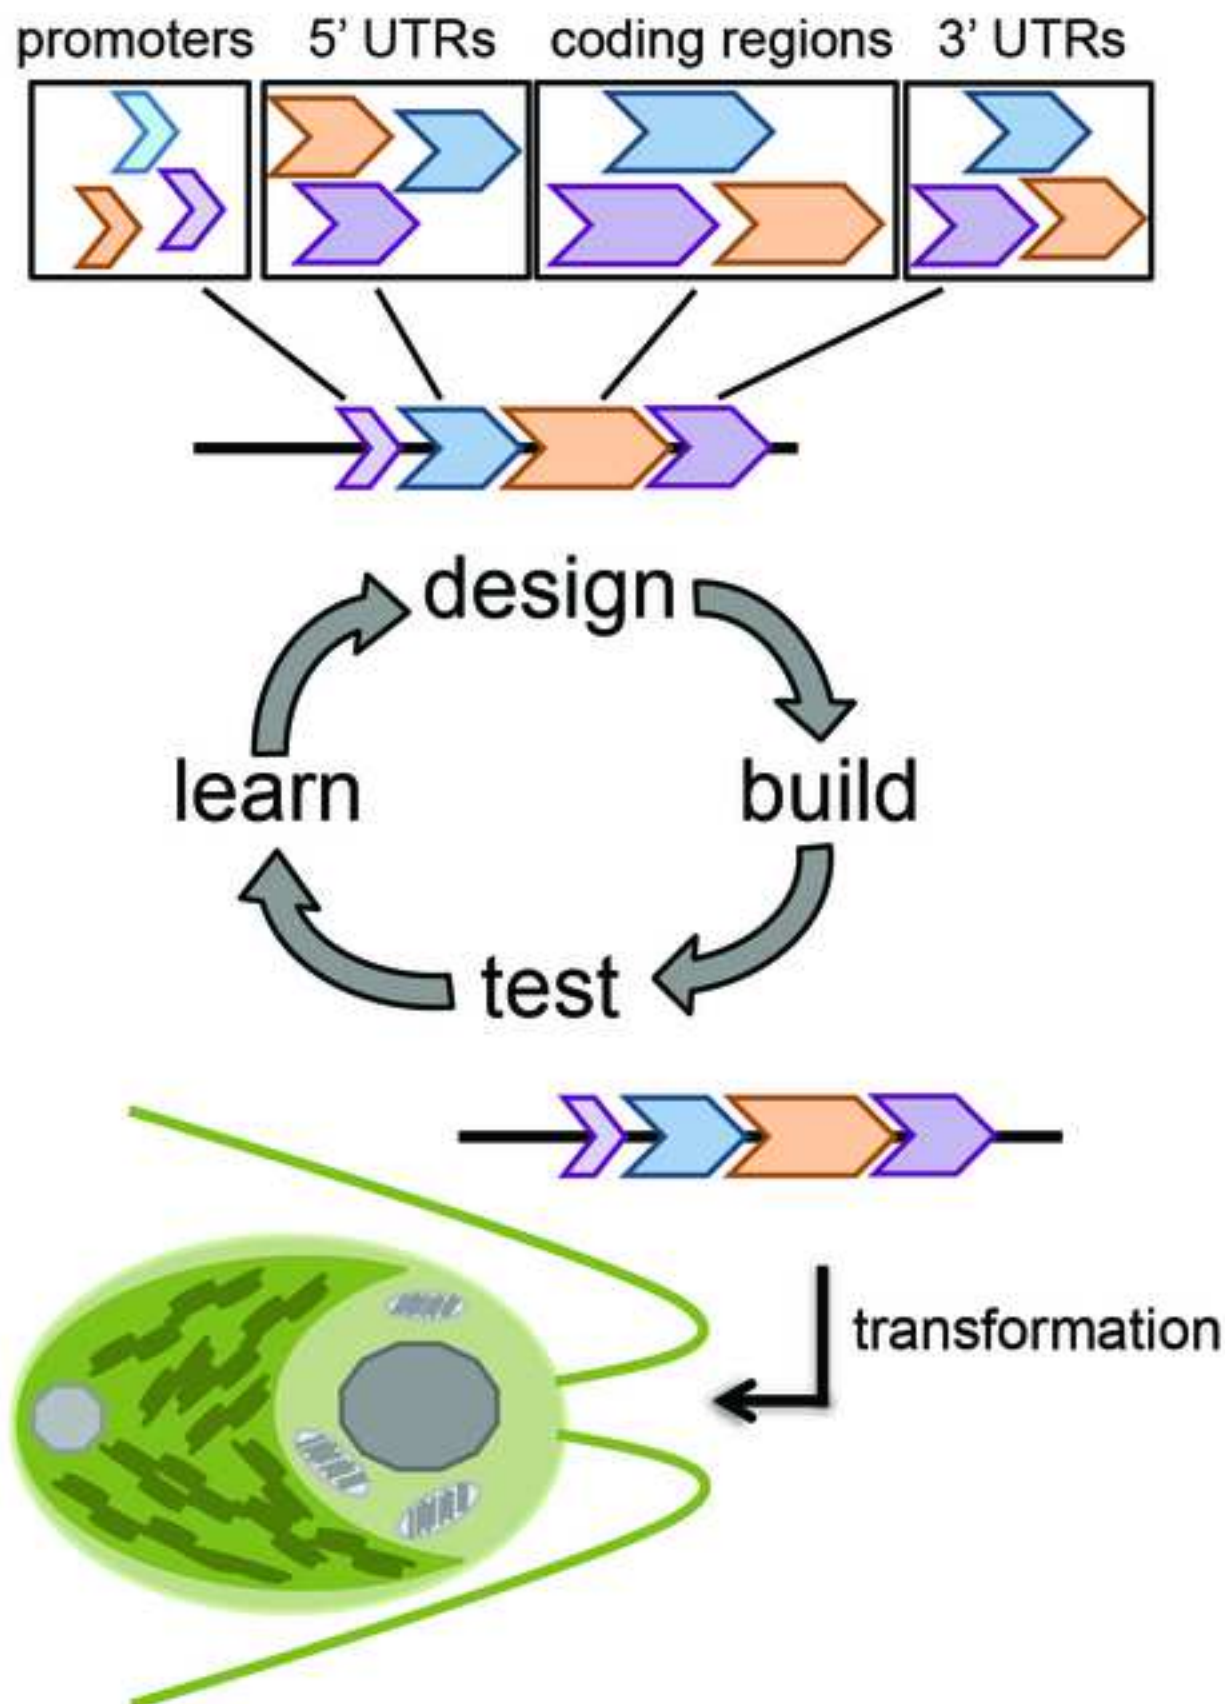 promoters 5' UTRs coding regions 3' UTRs
design
learn build
test
transformation